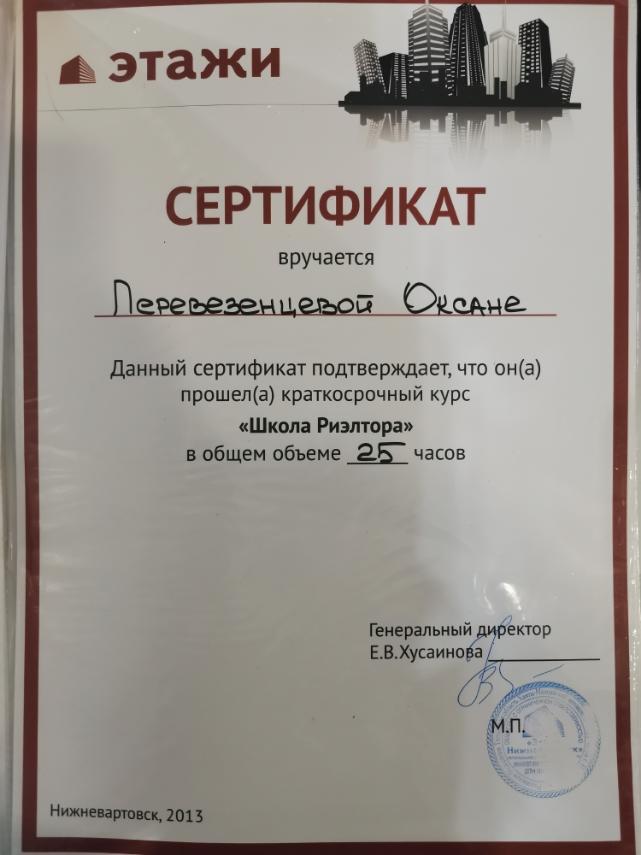 этажи
СЕРТИФИКАТ
вручается
Перевезенцевой Оксане
Данный сертификат подтверждает, что он(а)
прошел(а) краткосрочный курс
«Школа Риэлтора»
в общем объеме 25 часов
Генеральный директор
Е.В.Хусаинова
М.П.
Нижневартовск, 2013